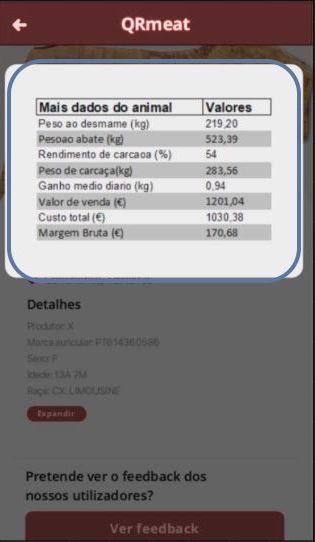 QRmeat
Mais dados do animal Valores
Peso ao desmame (kg) 219,20
Pesoao abate (kg) 523,39
Rendimento de carcaoa (%) 54
Peso de carcaça(kg) 283,56
Ganho medio diario (kg) 0,94
Valor de venda (€) 1201,04
Custo total (€) 1030,38
Margem Bruta (€) 170,68
Detalhes
Produtor: X
Marca auricular: PT614360586
Sexo: F
Idade: 13A 7M
Raça: CX. LIMOUSINE
Expandir
Pretende ver o feedback dos
nossos utilizadores?
Ver feedback